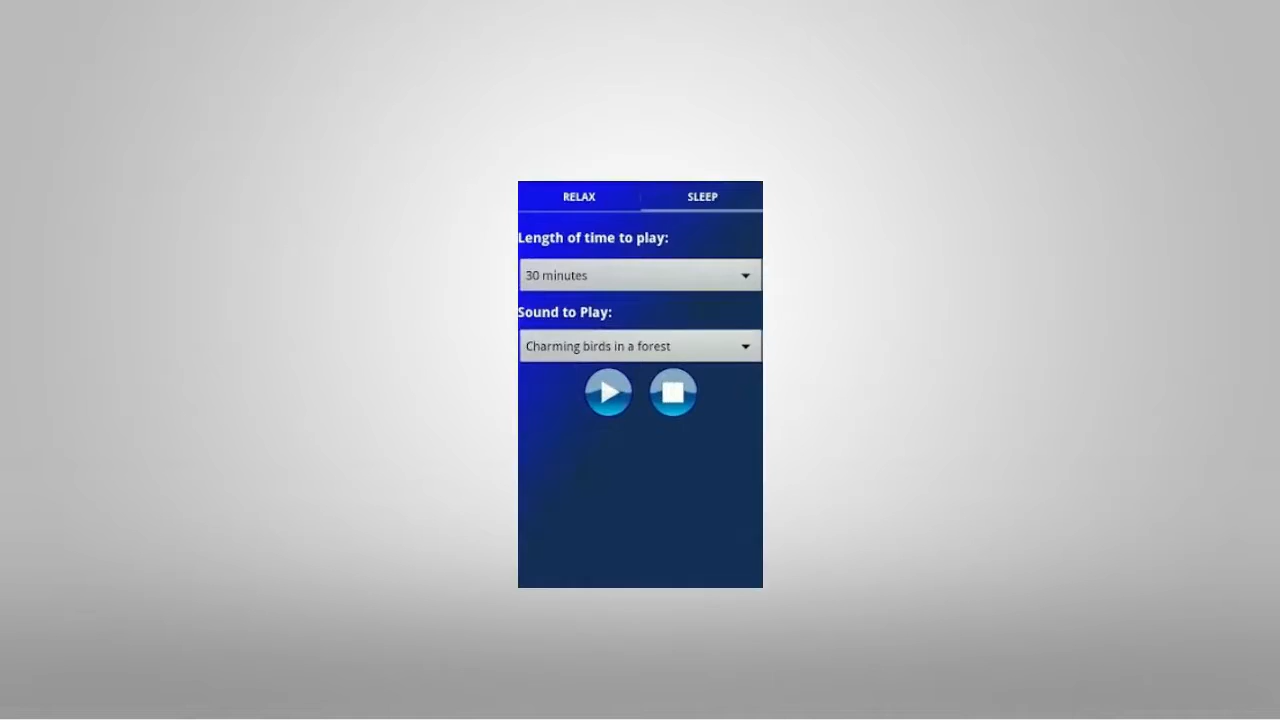 RELAX SLEEP
Length of time to play:
30 minutes
Sound to Play:
Charming birds in a forest